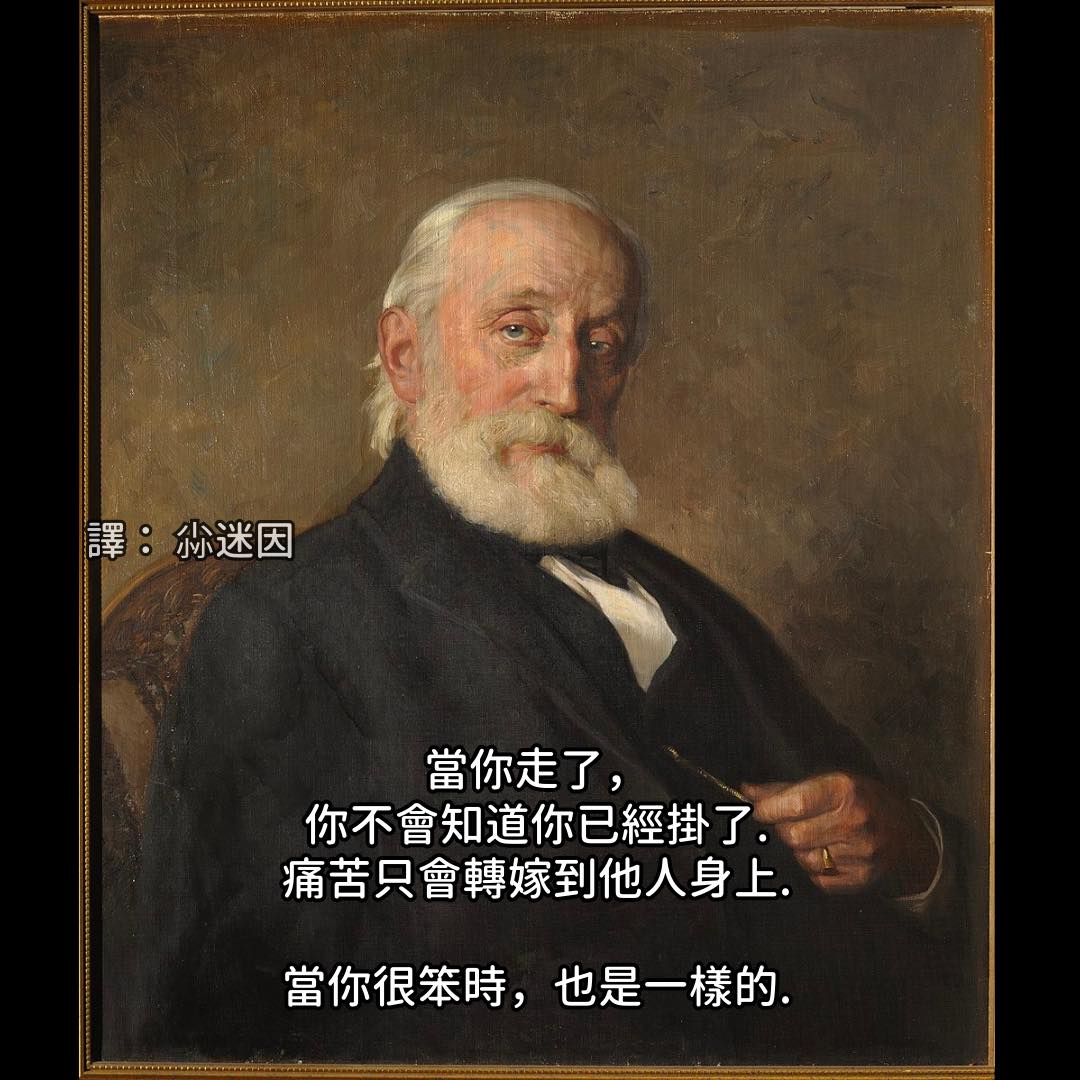 譯：尛迷因
當你走了，
你不會知道你已經掛了.
痛苦只會轉嫁到他人身上.
當你很笨時，也是一樣的.